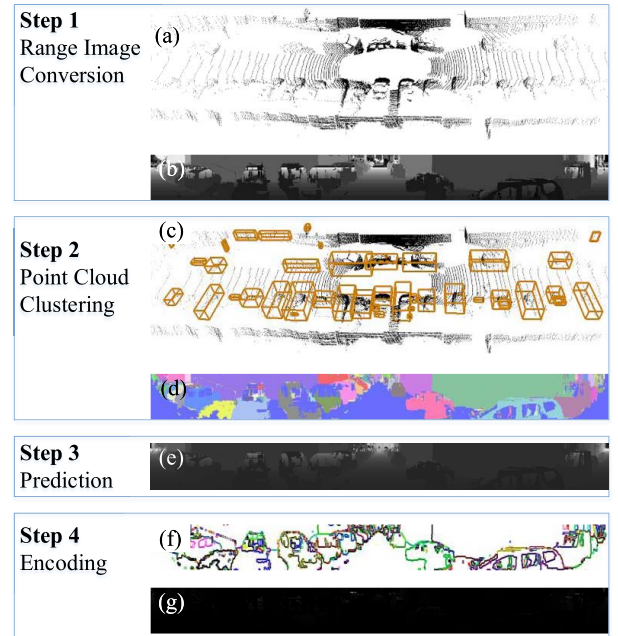 Step 1
Range Image
Conversion
(a)
(b)
Step 2
Point Cloud
Clustering
(c)
(d)
Step 3
Prediction
(e)
Step 4
Encoding
(f)
(g)